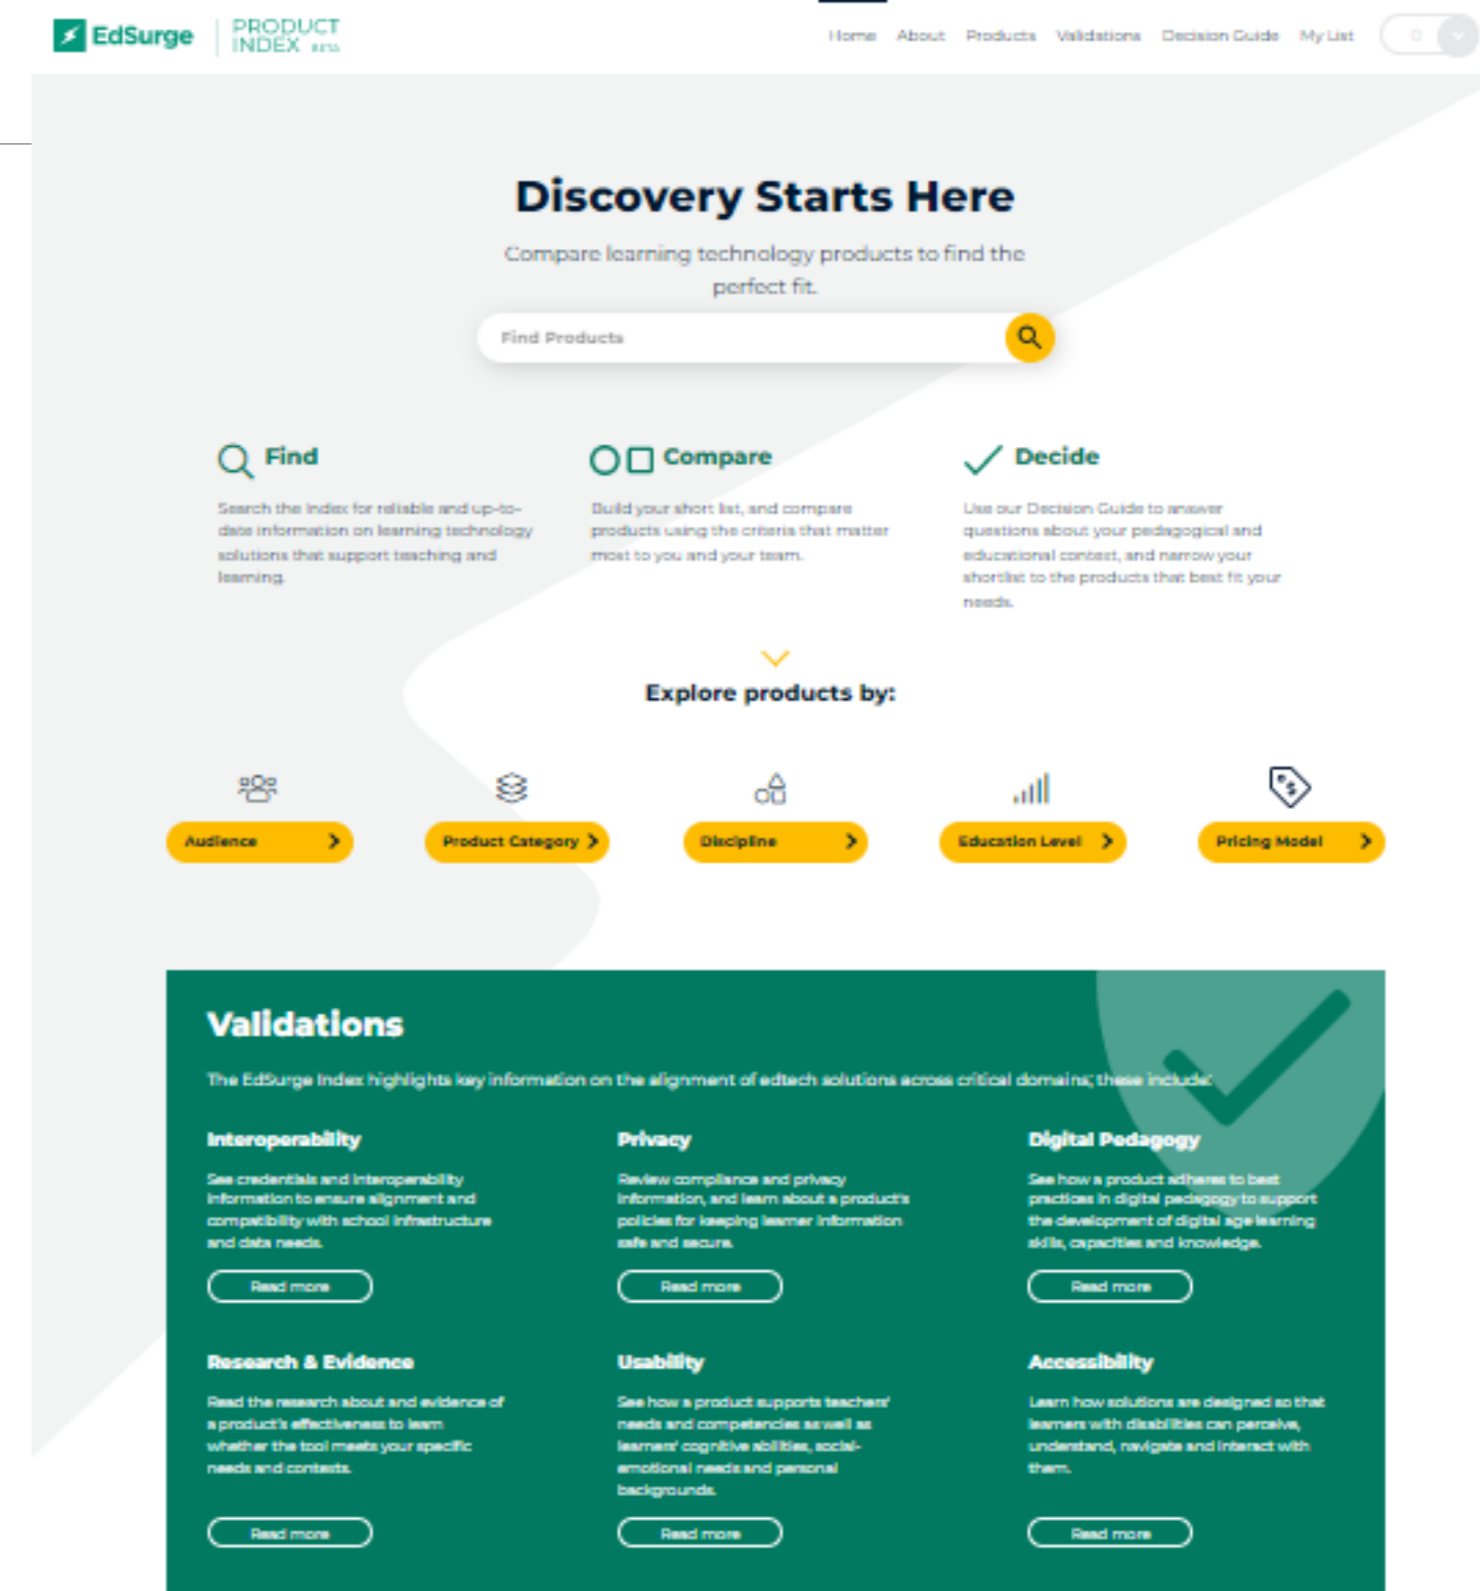 EdSurge
PRODUCT
INDEX BETA
Home About Products Validations Decision Guide My List 0
Discovery Starts Here
Compare learning technology products to find the
perfect fit.
Find Products
Find
Search the Index for reliable and up-to-
date information on learning technology
solutions that support teaching and
learning.
Compare
Build your short list, and compare
products using the criteria that matter
most to you and your team.
Decide
Use our Decision Guide to answer
questions about your pedagogical and
educational context, and narrow your
shortlist to the products that best fit your
needs.
Explore products by:
Audience
Product Category
Discipline
Education Level
Pricing Model
Validations
The EdSurge Index highlights key information on the alignment of edtech solutions across critical domains; these include:
Interoperability
See credentials and interoperability
information to ensure alignment and
compatibility with school infrastructure
and data needs.
Read more
Privacy
Review compliance and privacy
information, and learn about a product's
policies for keeping learner information
safe and secure.
Read more
Digital Pedagogy
See how a product adheres to best
practices in digital pedagogy to support
the development of digital age learning
skills, capacities and knowledge.
Read more
Research & Evidence
Read the research about and evidence of
a product's effectiveness to learn
whether the tool meets your specific
needs and contexts.
Read more
Usability
See how a product supports teachers'
needs and competencies as well as
learners' cognitive abilities, social-
emotional needs and personal
backgrounds.
Read more
Accessibility
Learn how solutions are designed so that
learners with disabilities can perceive,
understand, navigate and interact with
them.
Read more